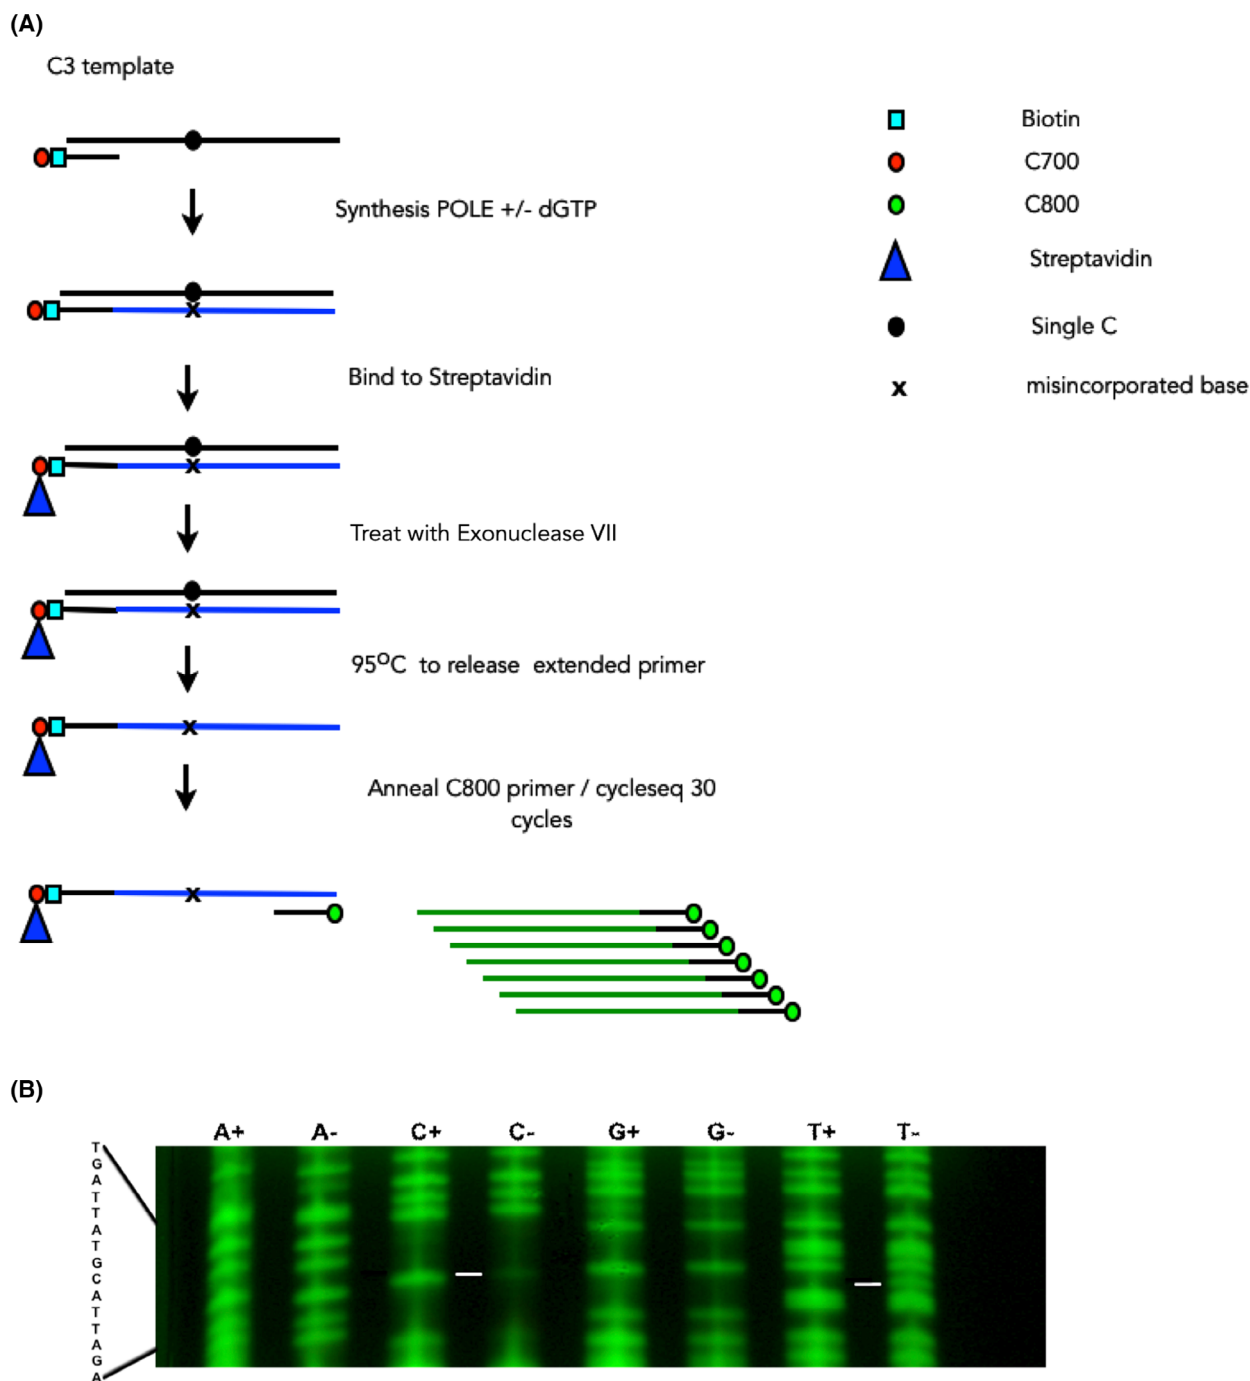 (A)
C3 template
Synthesis POLE +/- dGTP
Bind to Streptavidin
Treat with Exonuclease VII
95°C to release extended primer
Anneal C800 primer / cycleseq 30
cycles
Biotin
C700
C800
Streptavidin
Single C
x misincorporated base
x
x
x
x
x
(B)
A+ A- C+ C- G+ G- T+ T-
T
G
A
T
T
A
T
G
C
A
T
T
A
G
A